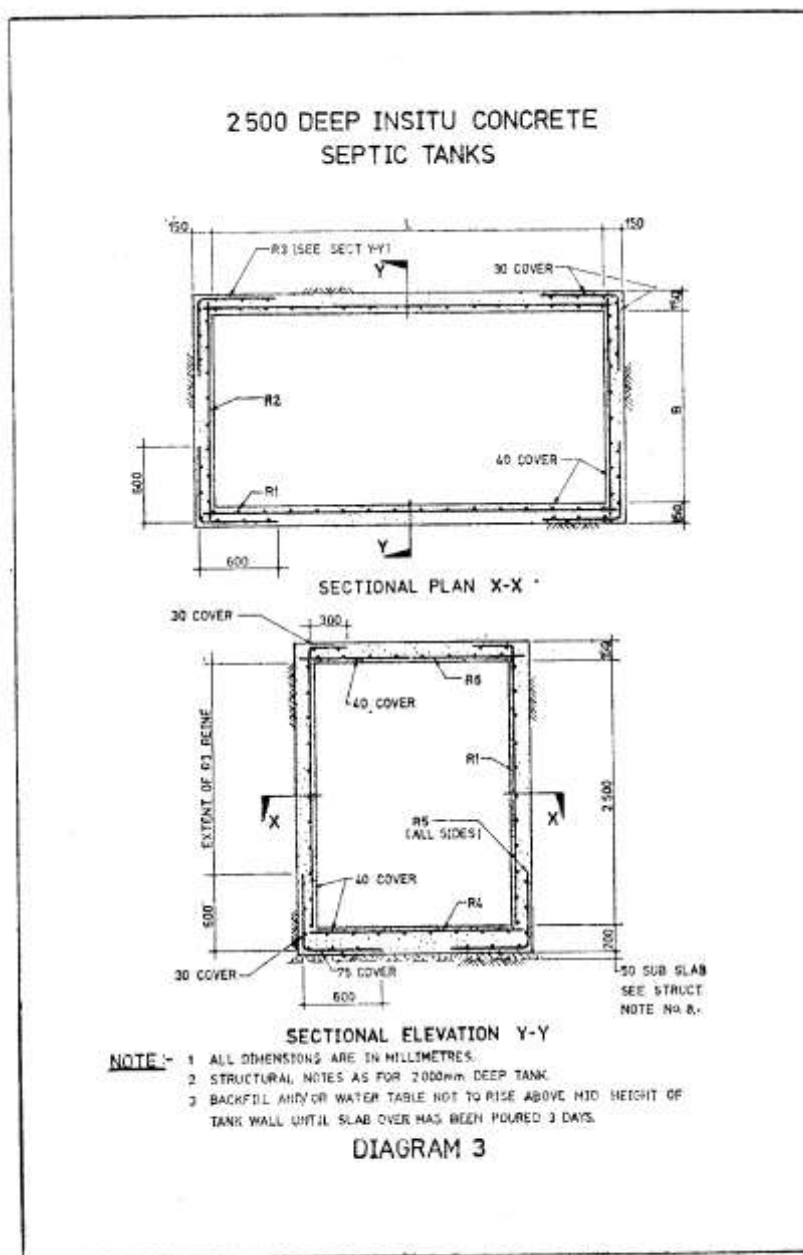 2500 DEEP INSITU CONCRETE
SEPTIC TANKS
150
L
150
R3 (SEE SECT Y-Y)
Y
30 COVER
R2
B
40 COVER
600
R1
150
Y
600
SECTIONAL PLAN X-X
30 COVER
300
R6
40 COVER
EXTENT OF R3 REINF
R1
2500
X
X
R5
(ALL SIDES)
40 COVER
R4
600
200
30 COVER
75 COVER
600
50 SUB SLAB
SEE STRUCT
NOTE No. 8.
SECTIONAL ELEVATION Y-Y
NOTE:- 1 ALL DIMENSIONS ARE IN MILLIMETRES.
2 STRUCTURAL NOTES AS FOR 2000mm DEEP TANK.
3 BACKFILL AND/OR WATER TABLE NOT TO RISE ABOVE MID HEIGHT OF
TANK WALL UNTIL SLAB OVER HAS BEEN POURED 3 DAYS.
DIAGRAM 3